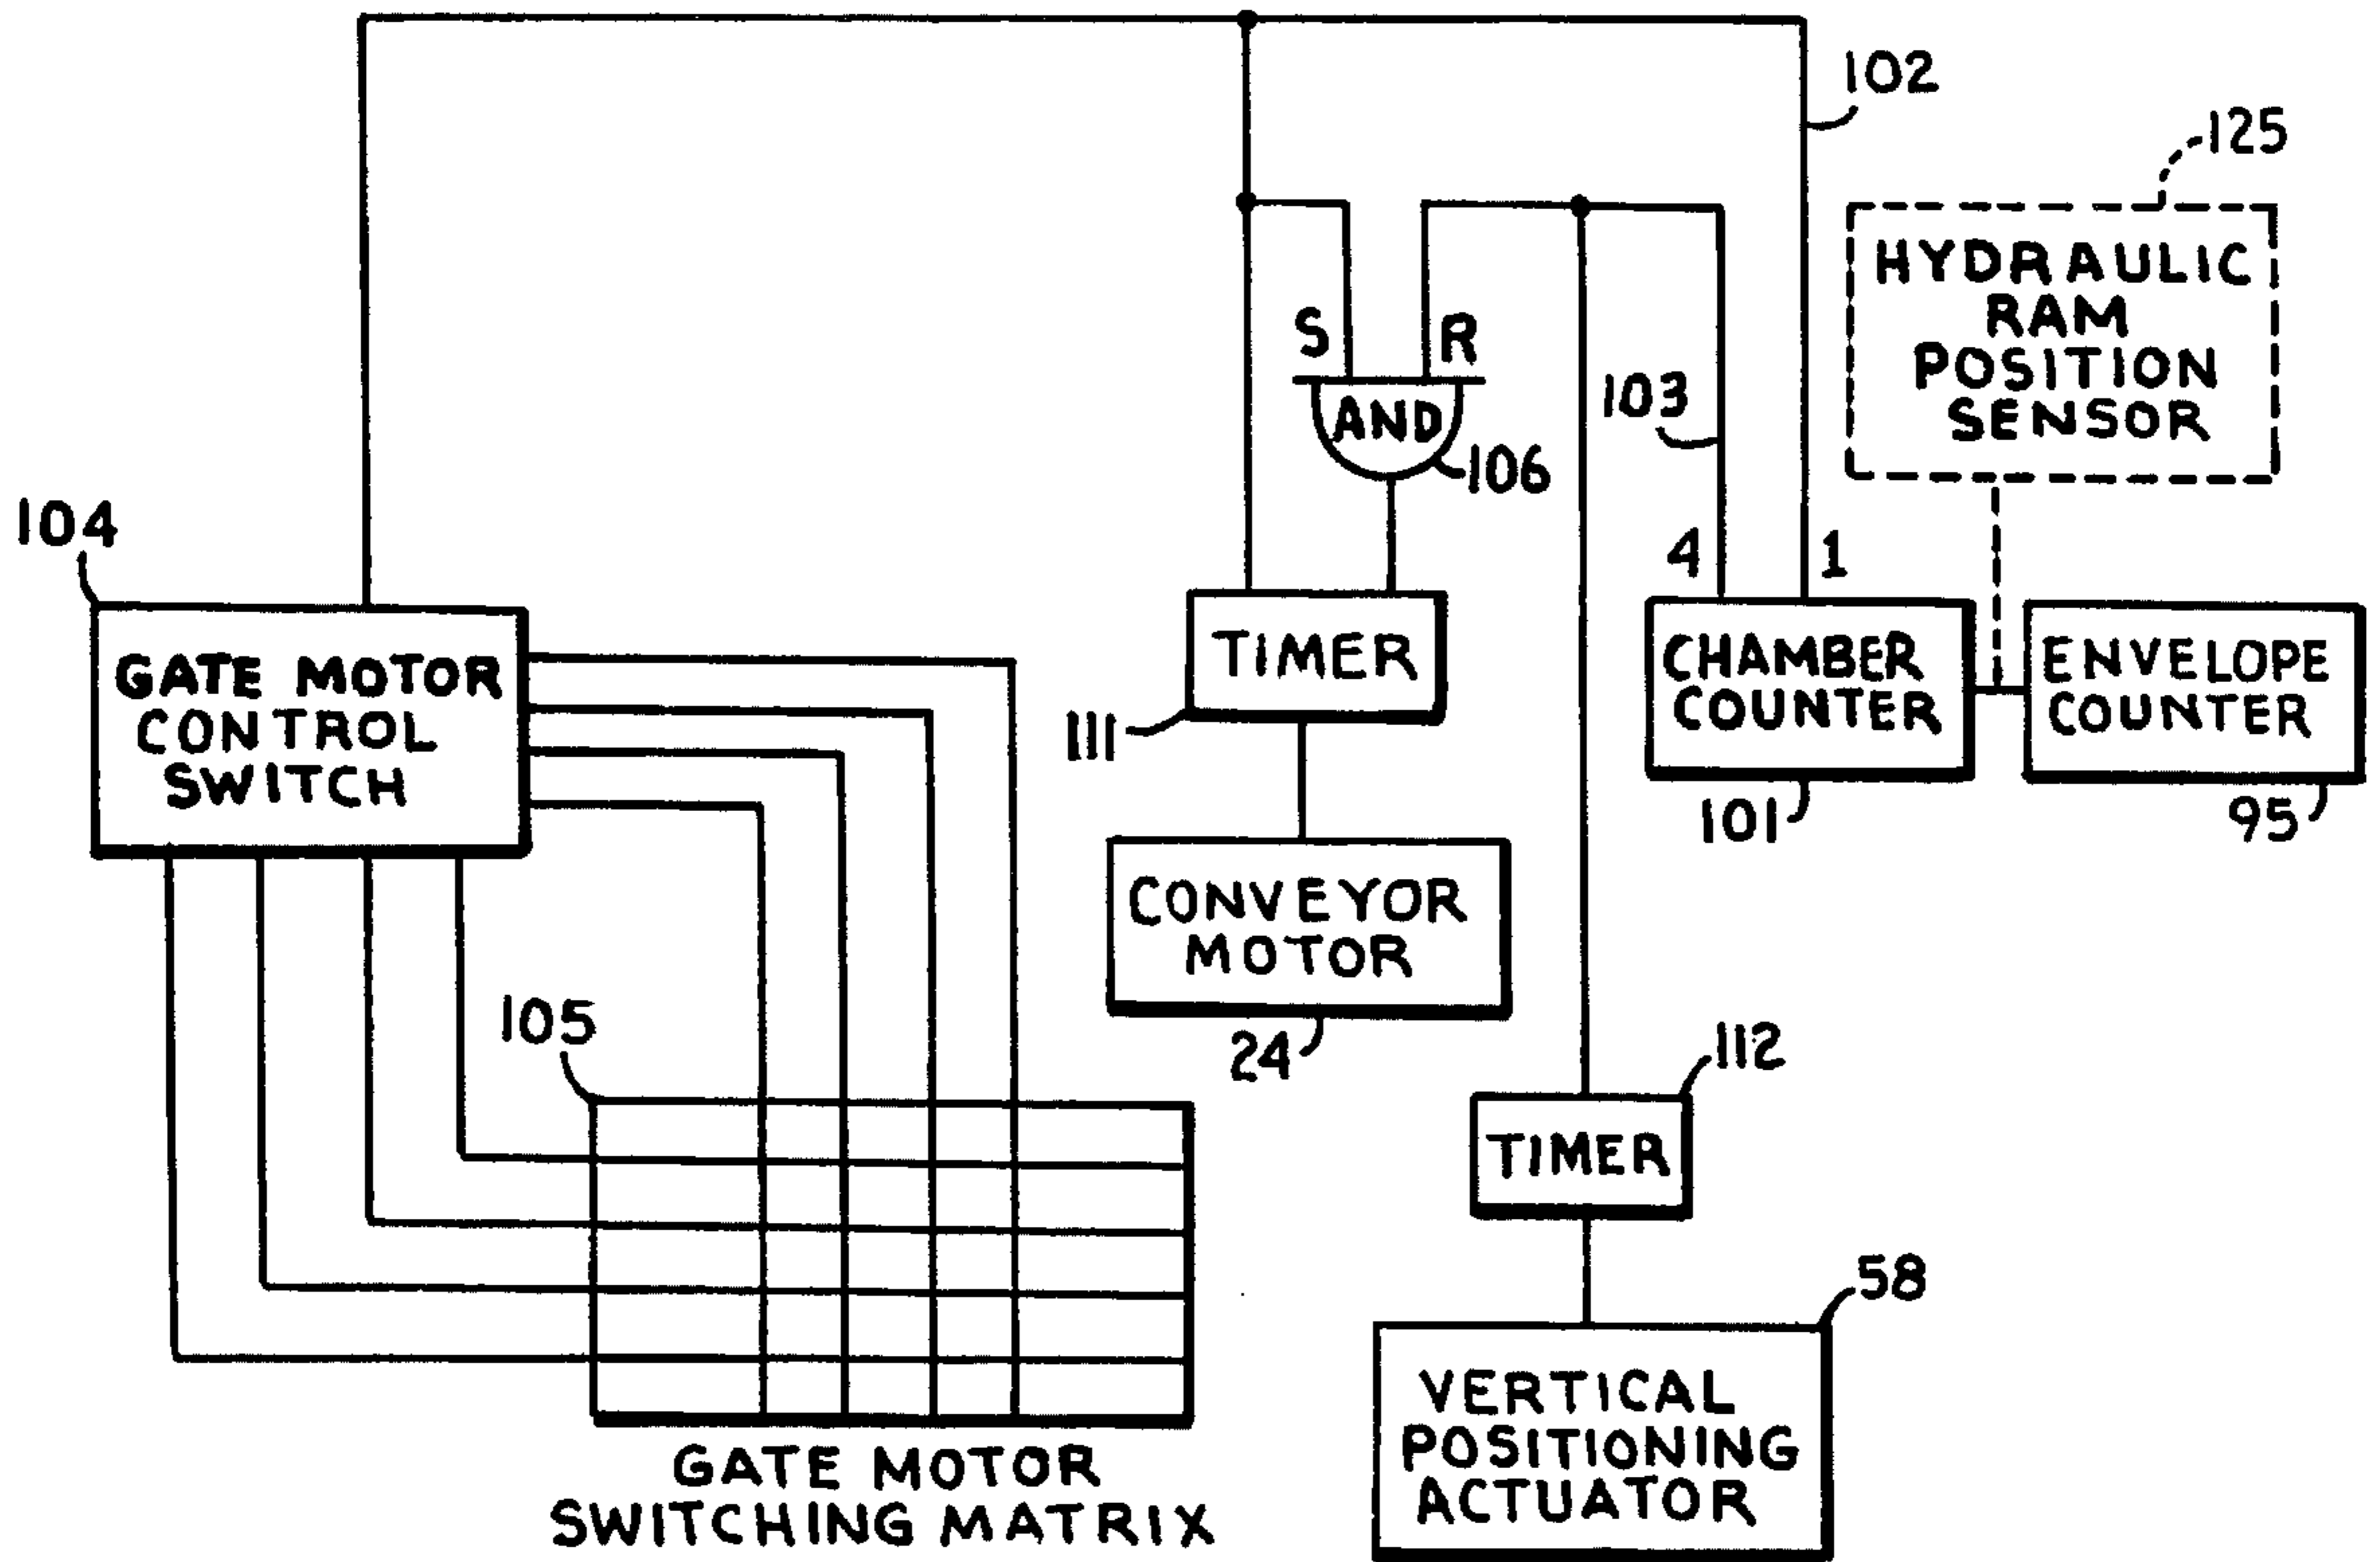 102
125
HYDRAULIC
RAM
POSITION
SENSOR
S R
AND
103
106
104
4 1
GATE MOTOR
CONTROL
SWITCH
TIMER
111
CHAMBER
COUNTER
101
ENVELOPE
COUNTER
95
CONVEYOR
MOTOR
24
105
112
TIMER
58
VERTICAL
POSITIONING
ACTUATOR
GATE MOTOR
SWITCHING MATRIX